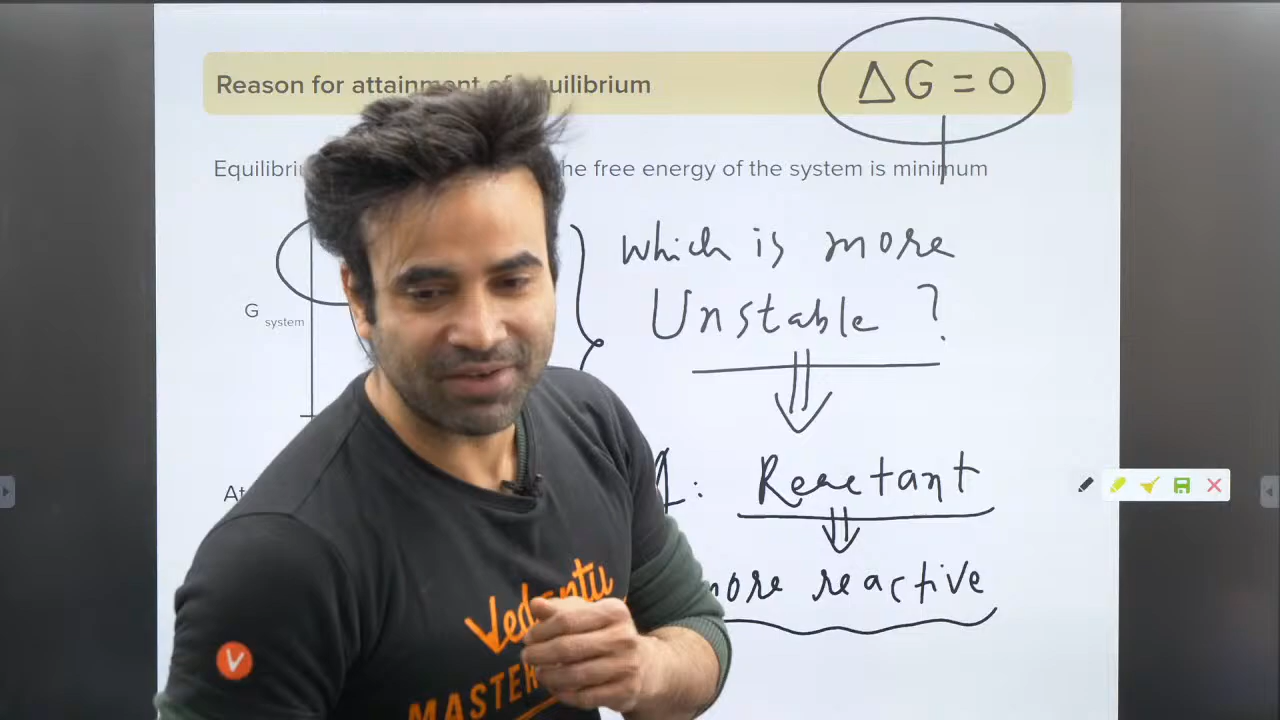 Reason for attainment of Equilibrium
ΔG = 0
Equilibri he free energy of the system is minimum
which is more
Unstable ?
G system
1: Reactant
At
more reactive
Vedantu
MASTER
V